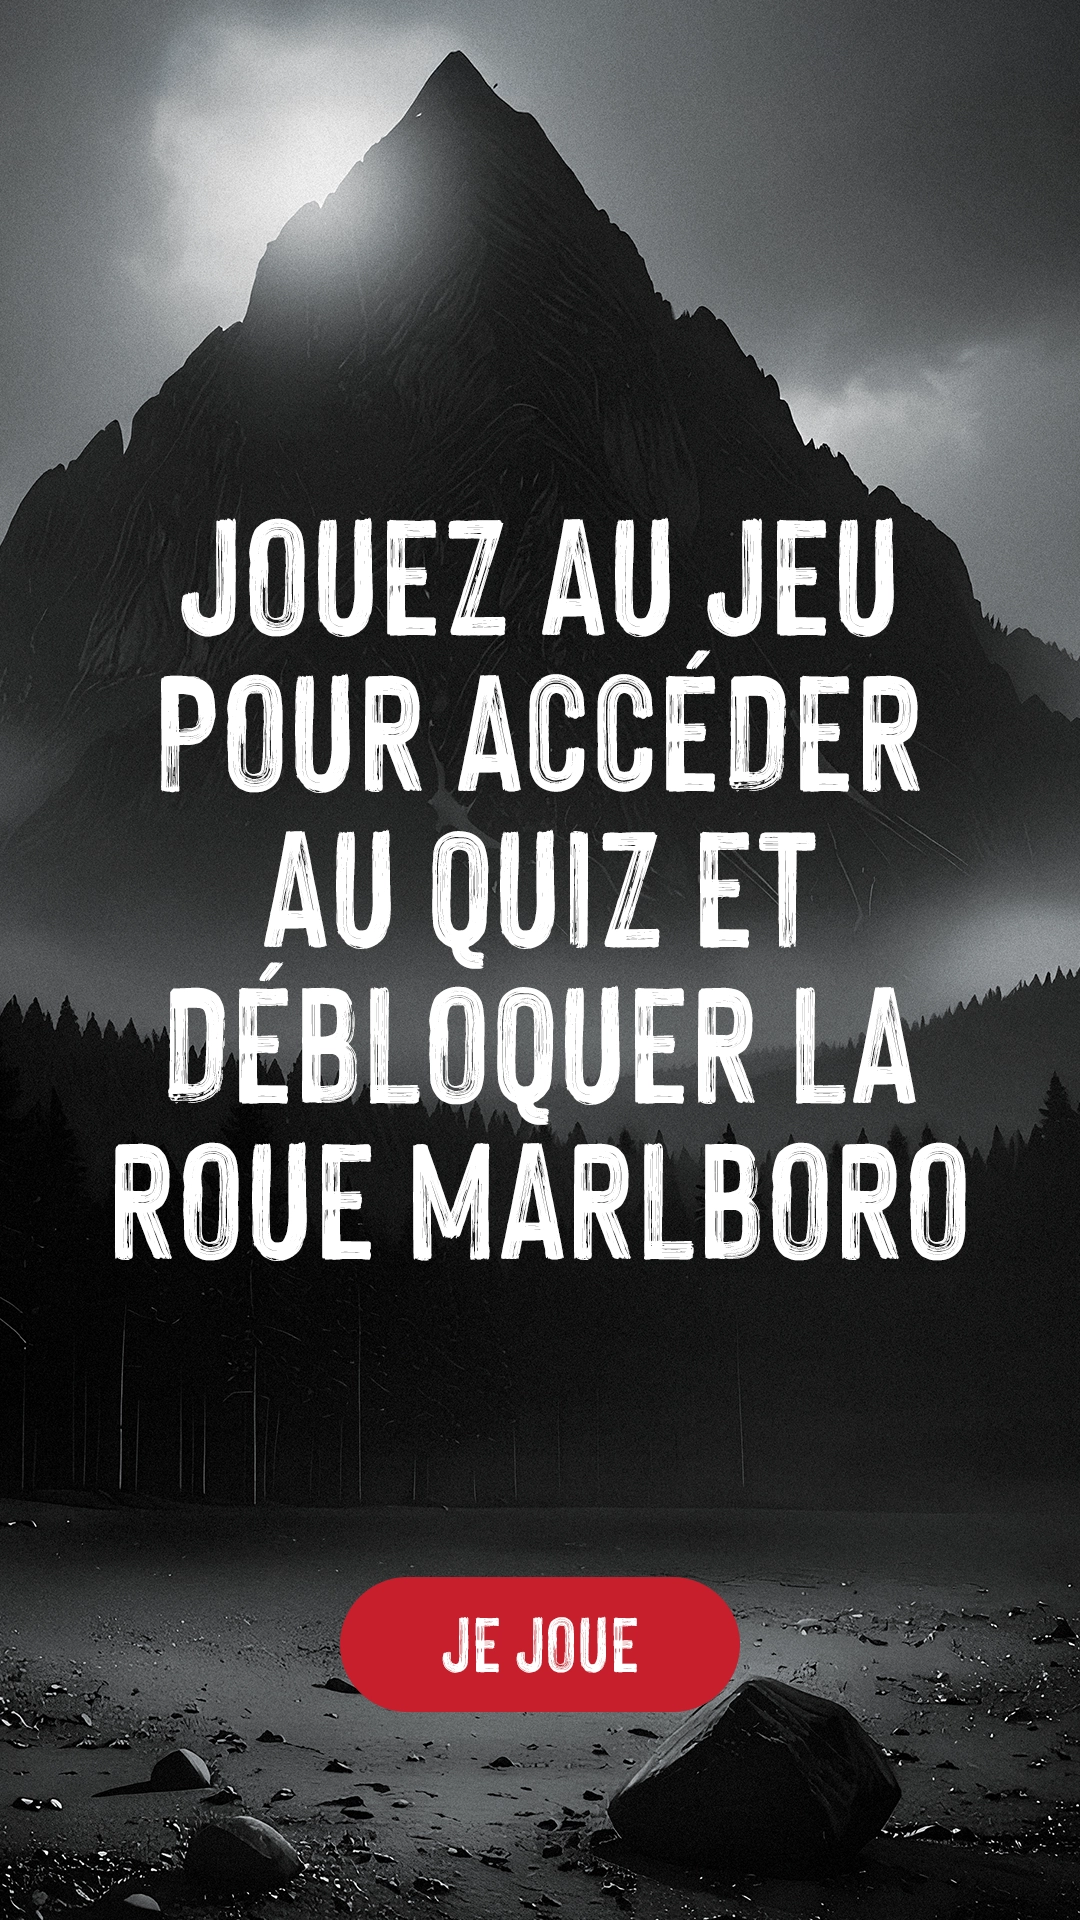 JOUEZ AU JEU
POUR ACCÉDER
AU QUIZ ET
DÉBLOQUER LA
ROUE MARLBORO
JE JOUE